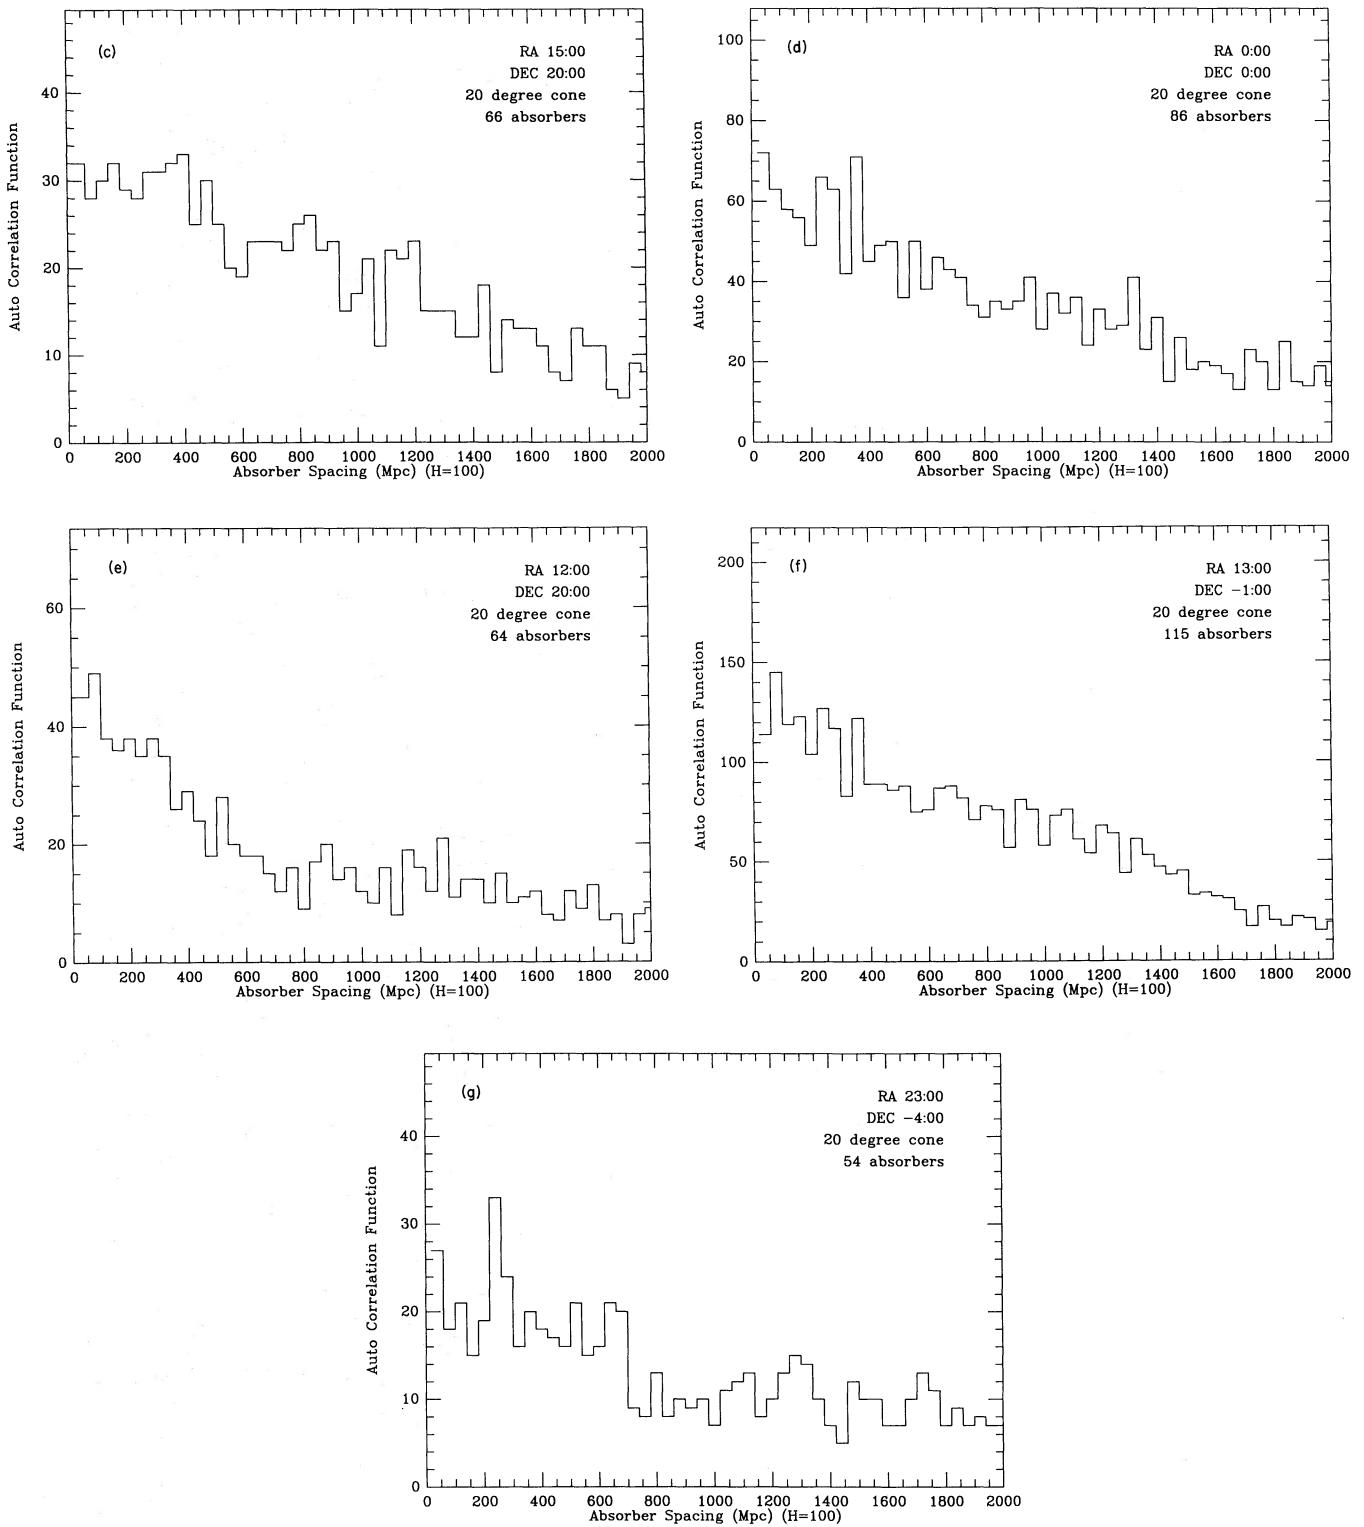 (c)
RA 15:00
DEC 20:00
20 degree cone
66 absorbers
Auto Correlation Function
40
30
20
10
0
0 200 400 600 800 1000 1200 1400 1600 1800 2000
Absorber Spacing (Mpc) (H=100)
(d)
RA 0:00
DEC 0:00
20 degree cone
86 absorbers
Auto Correlation Function
100
80
60
40
20
0
0 200 400 600 800 1000 1200 1400 1600 1800 2000
Absorber Spacing (Mpc) (H=100)
(e)
RA 12:00
DEC 20:00
20 degree cone
64 absorbers
Auto Correlation Function
60
40
20
0
0 200 400 600 800 1000 1200 1400 1600 1800 2000
Absorber Spacing (Mpc) (H=100)
(f)
RA 13:00
DEC −1:00
20 degree cone
115 absorbers
Auto Correlation Function
200
150
100
50
0
0 200 400 600 800 1000 1200 1400 1600 1800 2000
Absorber Spacing (Mpc) (H=100)
(g)
RA 23:00
DEC −4:00
20 degree cone
54 absorbers
Auto Correlation Function
40
30
20
10
0
0 200 400 600 800 1000 1200 1400 1600 1800 2000
Absorber Spacing (Mpc) (H=100)